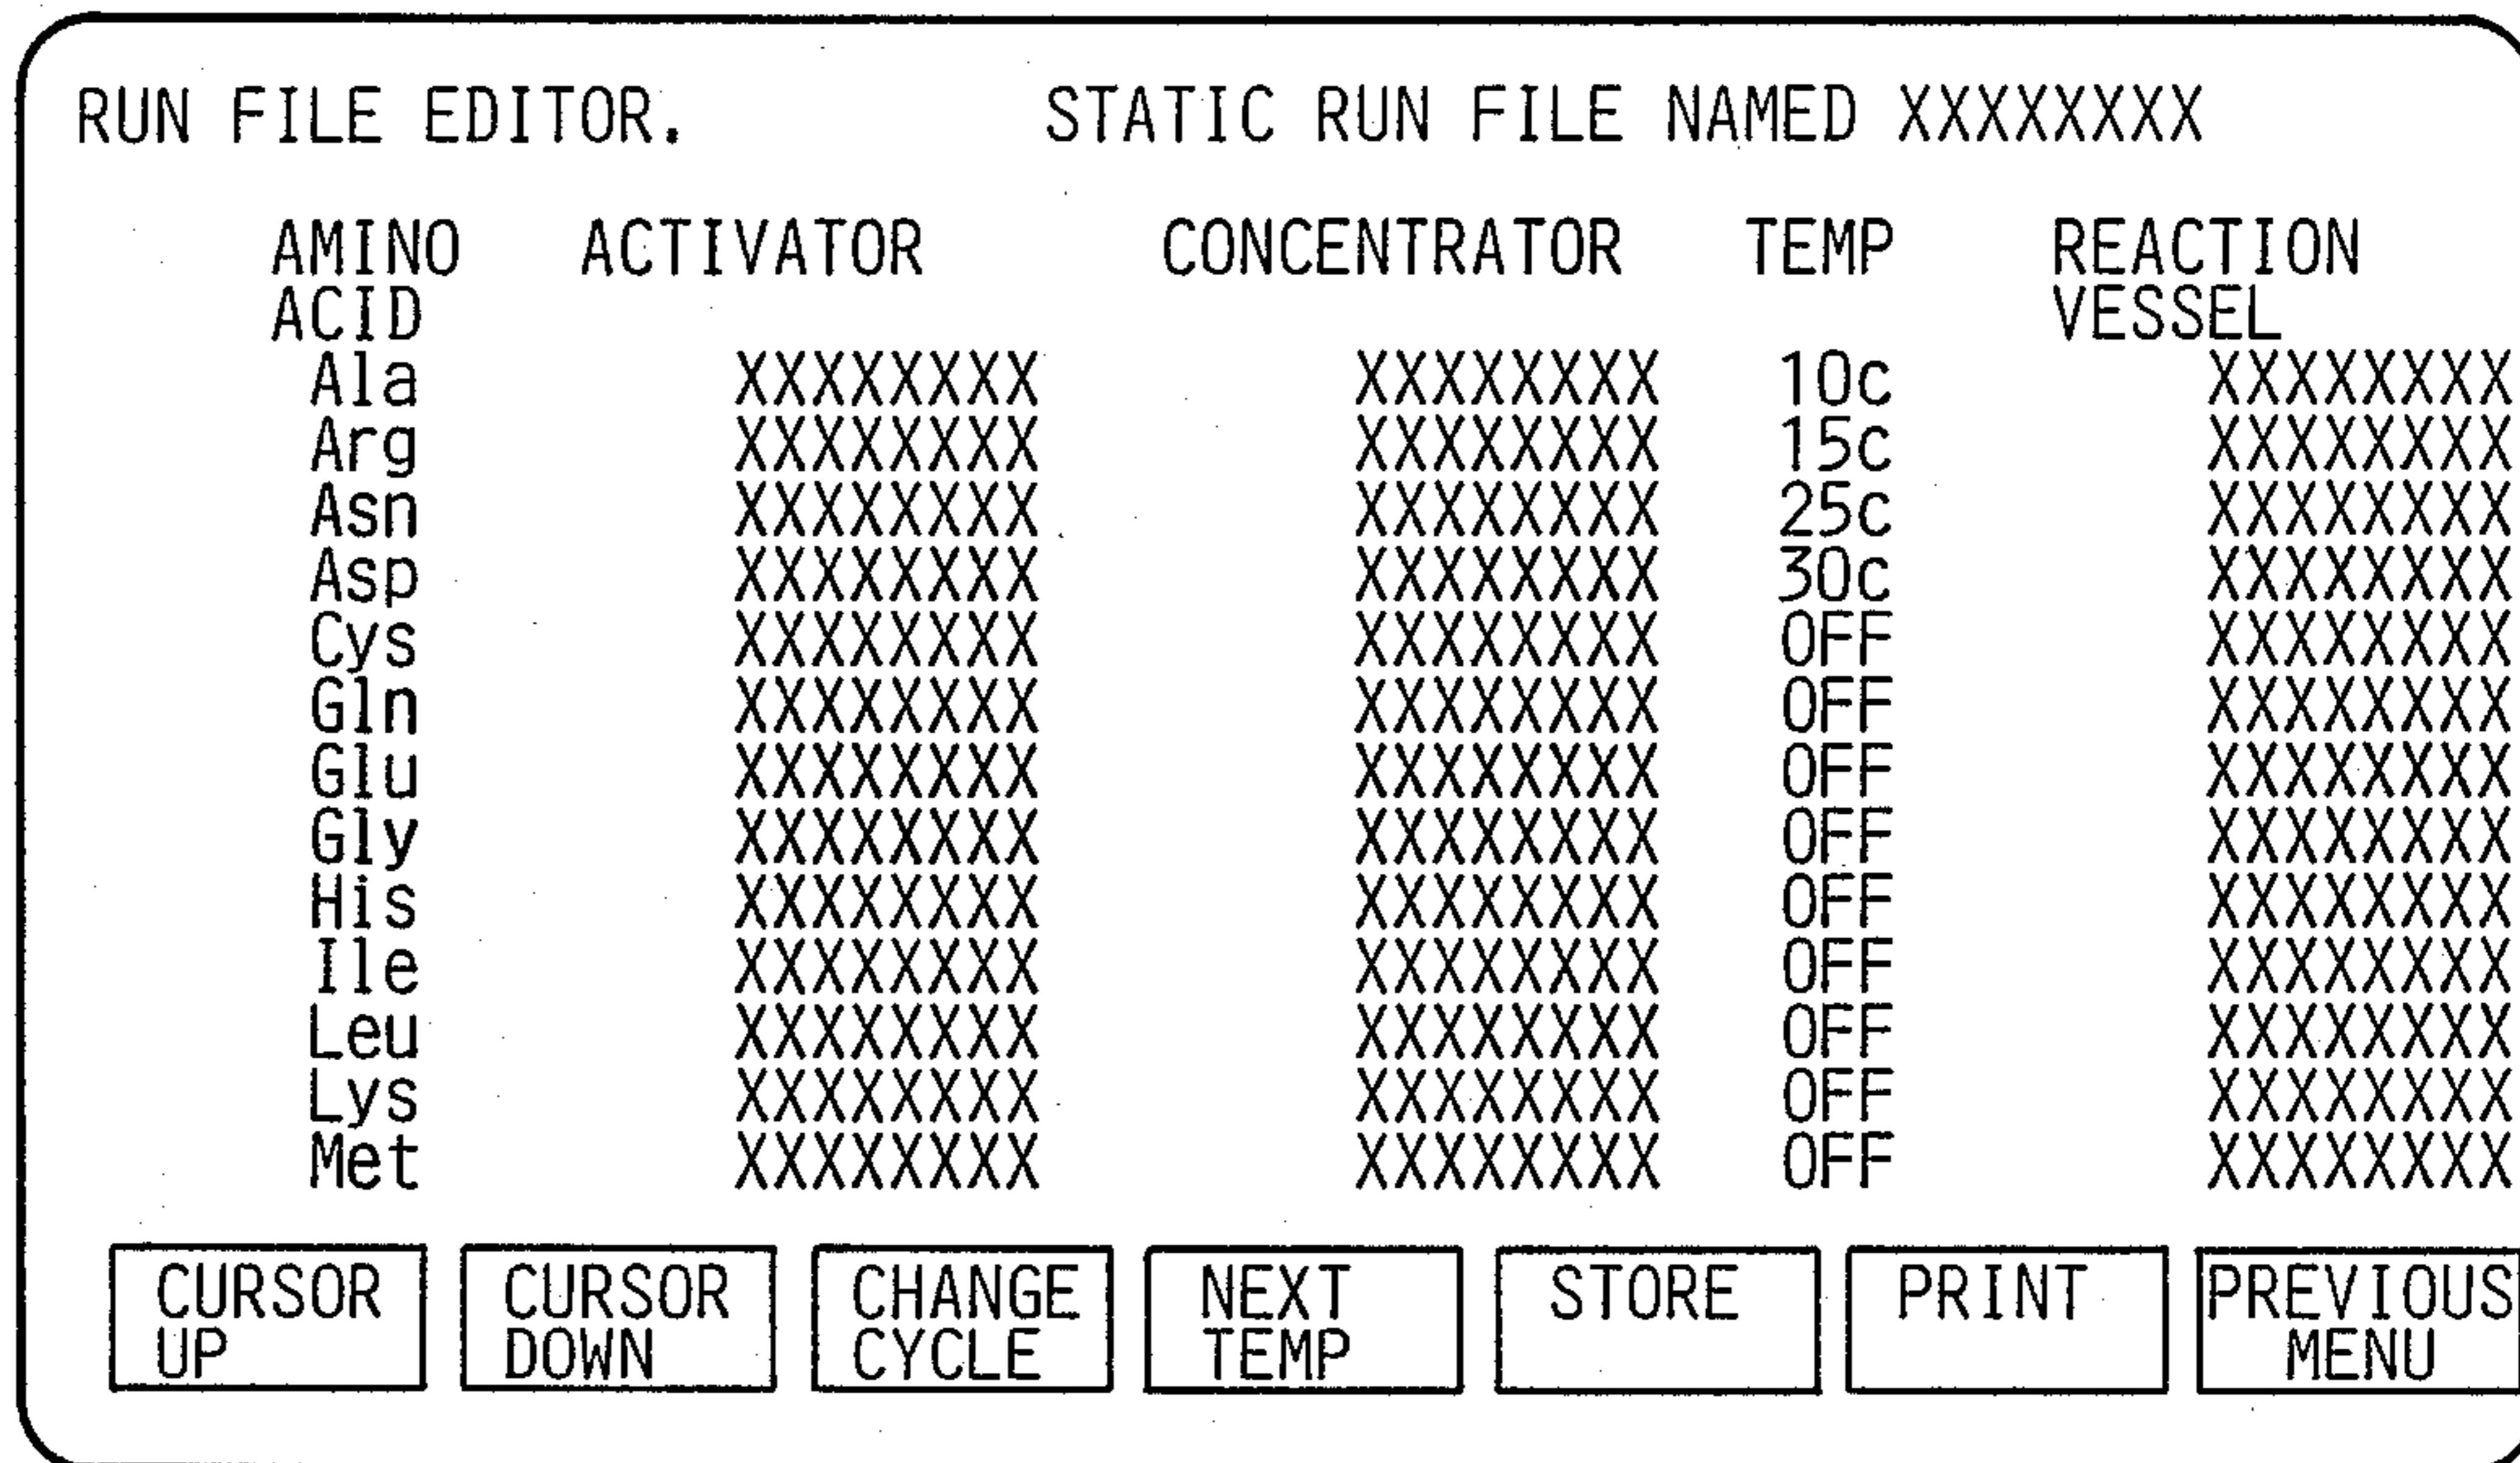 RUN FILE EDITOR. STATIC RUN FILE NAMED XXXXXXXX
AMINO ACTIVATOR CONCENTRATOR TEMP REACTION
ACID VESSEL
Ala XXXXXXXX XXXXXXXX 10c XXXXXXXX
Arg XXXXXXXX XXXXXXXX 15c XXXXXXXX
Asn XXXXXXXX XXXXXXXX 25c XXXXXXXX
Asp XXXXXXXX XXXXXXXX 30c XXXXXXXX
Cys XXXXXXXX XXXXXXXX OFF XXXXXXXX
Gln XXXXXXXX XXXXXXXX OFF XXXXXXXX
Glu XXXXXXXX XXXXXXXX OFF XXXXXXXX
Gly XXXXXXXX XXXXXXXX OFF XXXXXXXX
His XXXXXXXX XXXXXXXX OFF XXXXXXXX
Ile XXXXXXXX XXXXXXXX OFF XXXXXXXX
Leu XXXXXXXX XXXXXXXX OFF XXXXXXXX
Lys XXXXXXXX XXXXXXXX OFF XXXXXXXX
Met XXXXXXXX XXXXXXXX OFF XXXXXXXX
CURSOR CURSOR CHANGE NEXT STORE PRINT PREVIOUS
UP DOWN CYCLE TEMP MENU